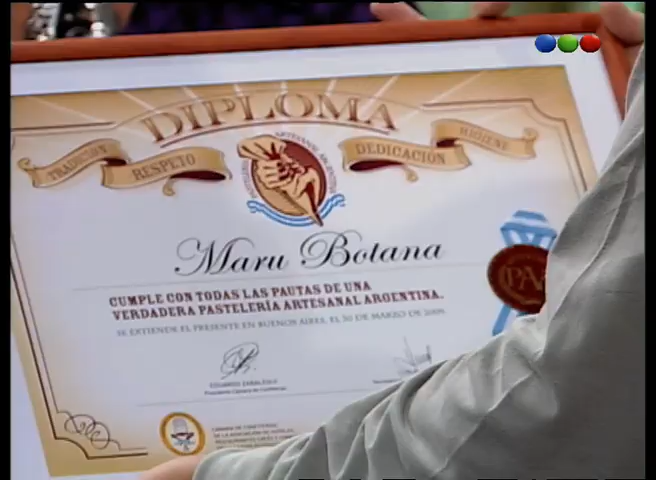 DIPLOMA
TRADICIÓN RESPETO DEDICACIÓN HIGIENE
Maru Botana
CUMPLE CON TODAS LAS PAUTAS DE UNA
VERDADERA PASTELERÍA ARTESANAL ARGENTINA.
SE EXTIENDE EL PRESENTE EN BUENOS AIRES, EL 30 DE MARZO DE
PA